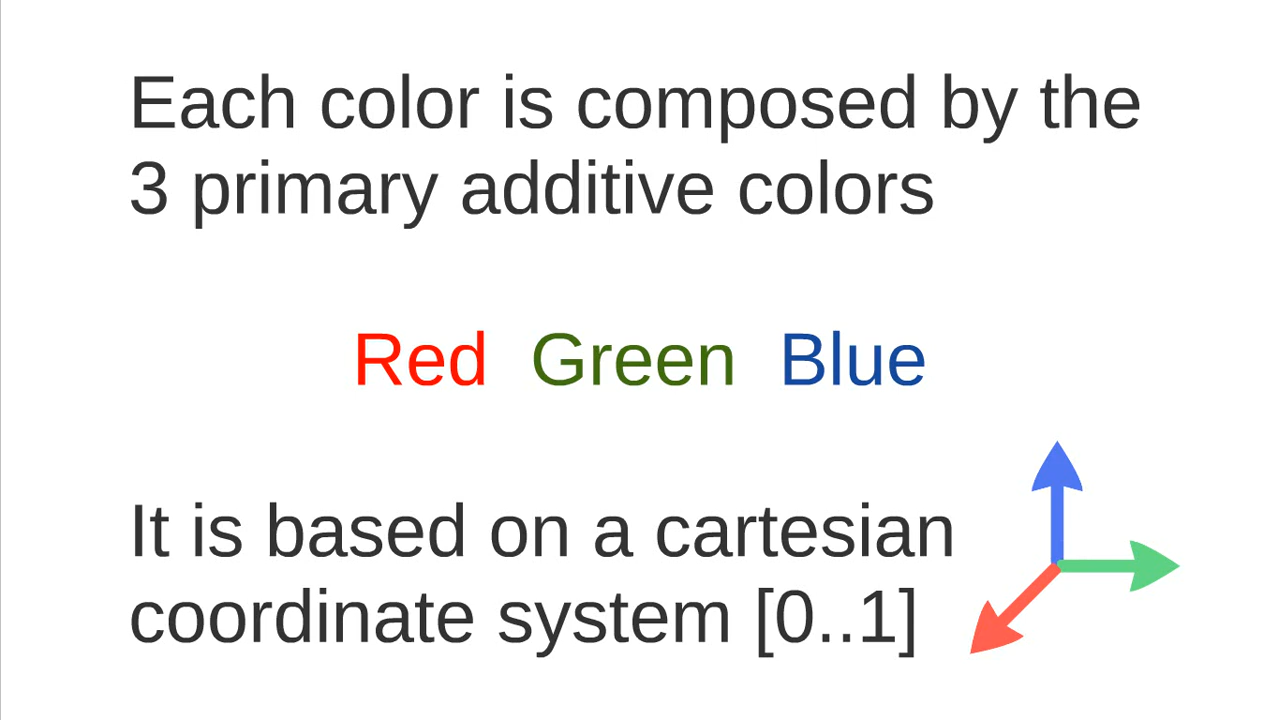 Each color is composed by the
3 primary additive colors
Red Green Blue
It is based on a cartesian
coordinate system [0..1]